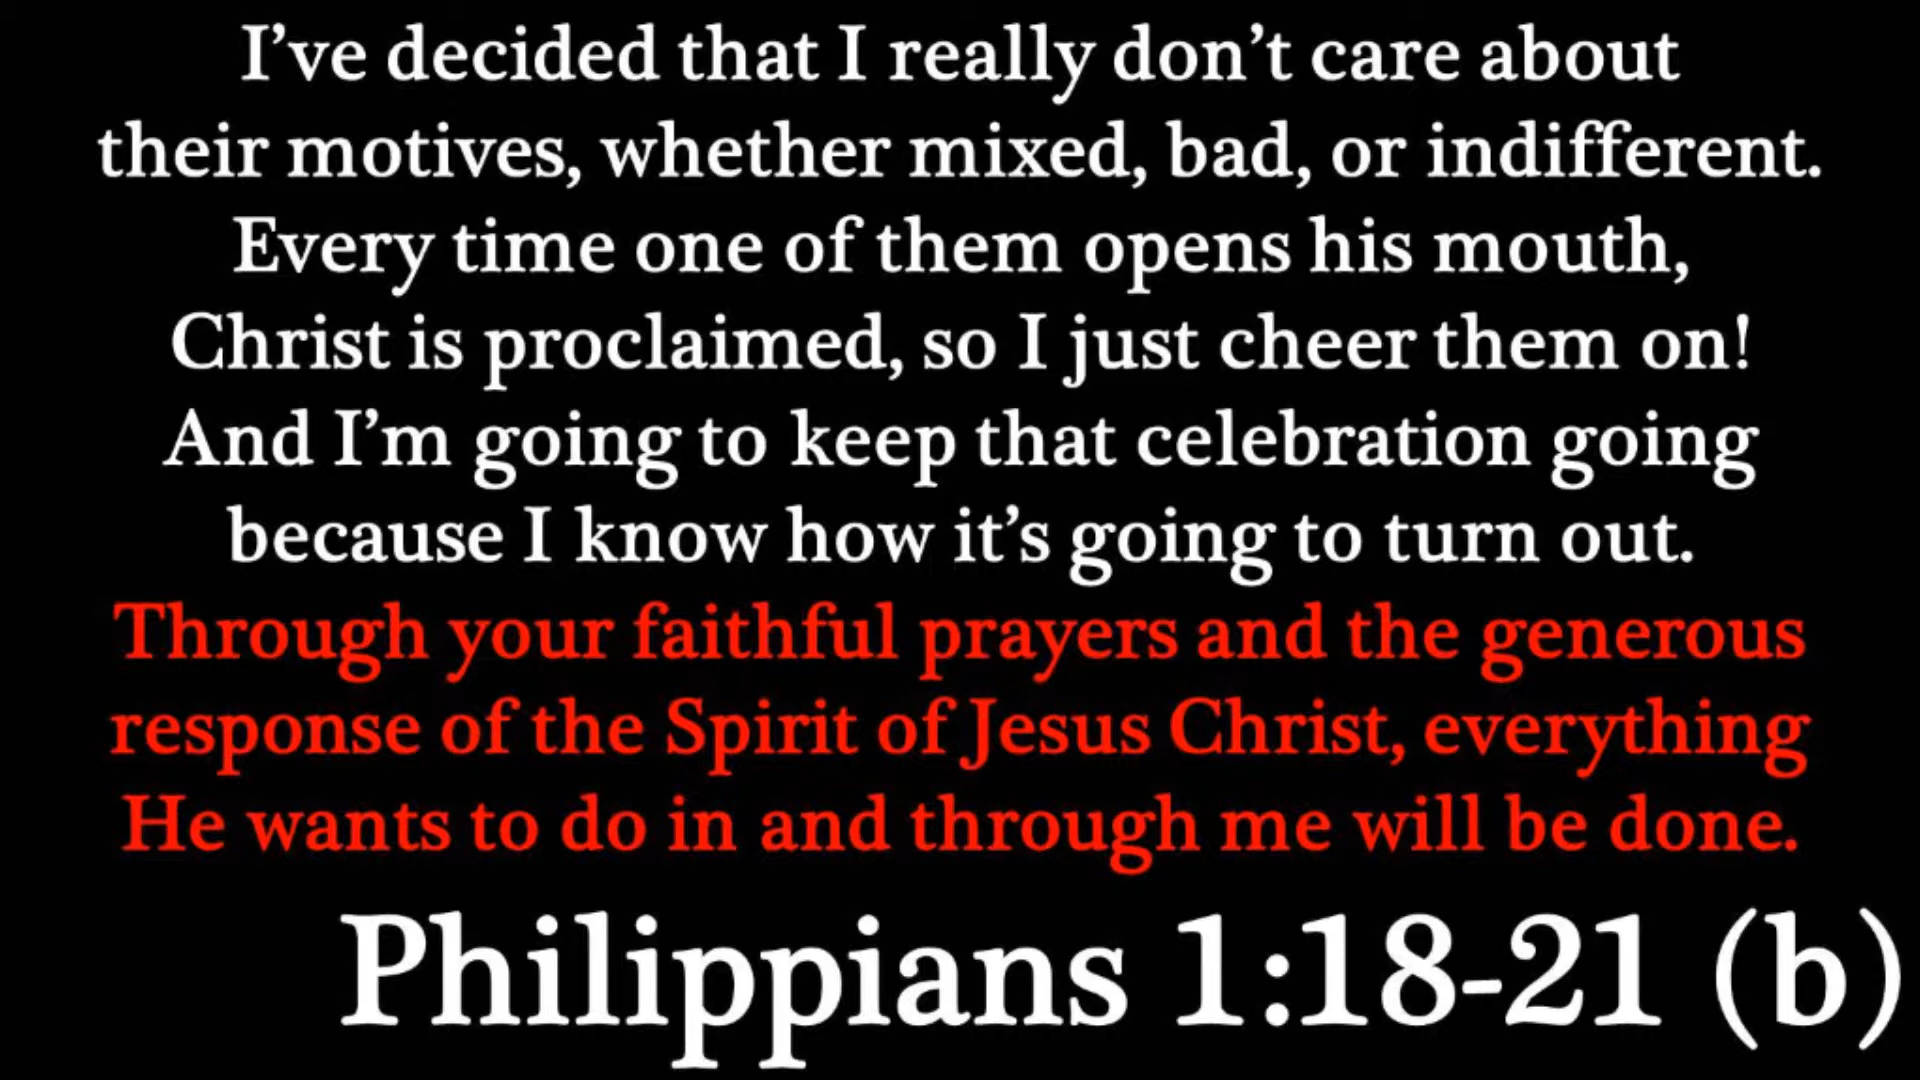 I’ve decided that I really don’t care about
their motives, whether mixed, bad, or indifferent.
Every time one of them opens his mouth,
Christ is proclaimed, so I just cheer them on!
And I’m going to keep that celebration going
because I know how it’s going to turn out.
Through your faithful prayers and the generous
response of the Spirit of Jesus Christ, everything
He wants to do in and through me will be done.
Philippians 1:18-21 (b)